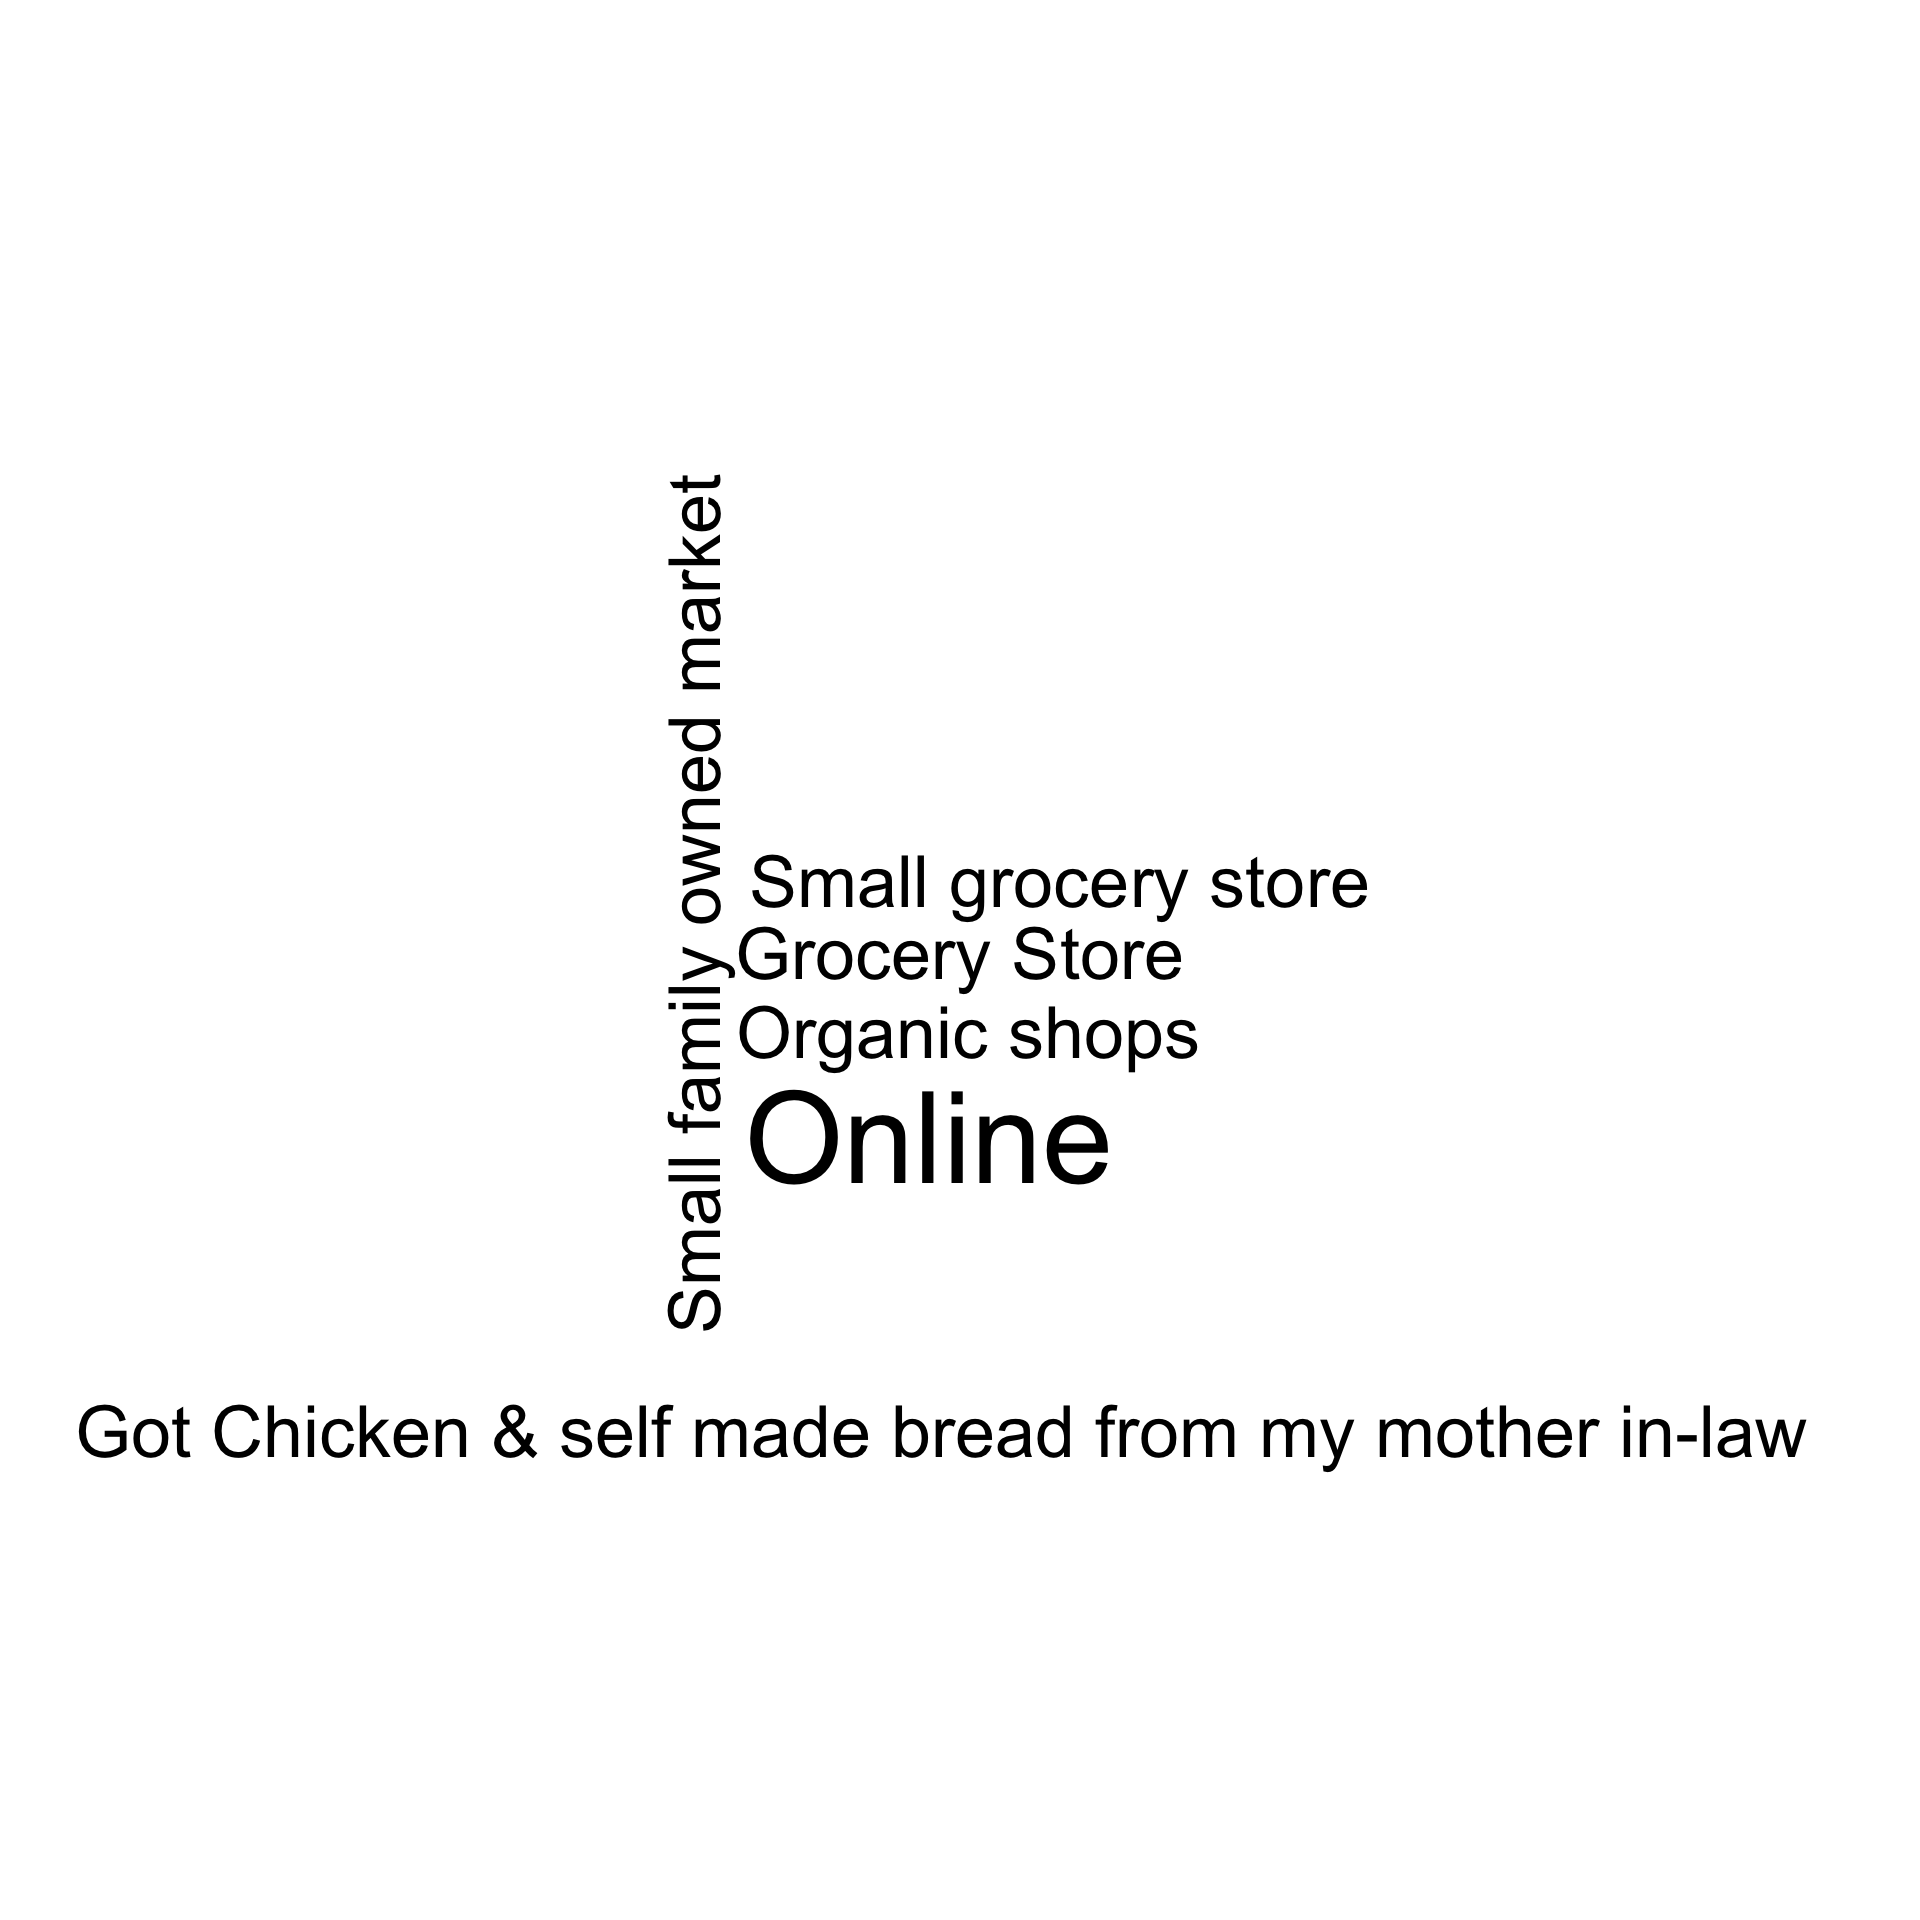 Small family owned market
Small grocery store
Grocery Store
Organic shops
Online
Got Chicken & self made bread from my mother in-law